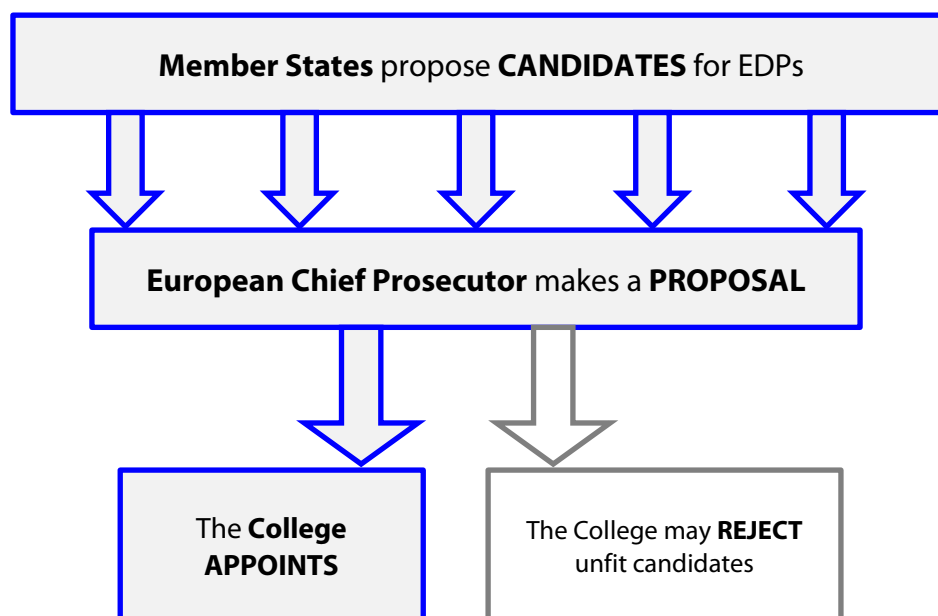 Member States propose CANDIDATES for EDPs
European Chief Prosecutor makes a PROPOSAL
The College
APPOINTS
The College may REJECT
unfit candidates